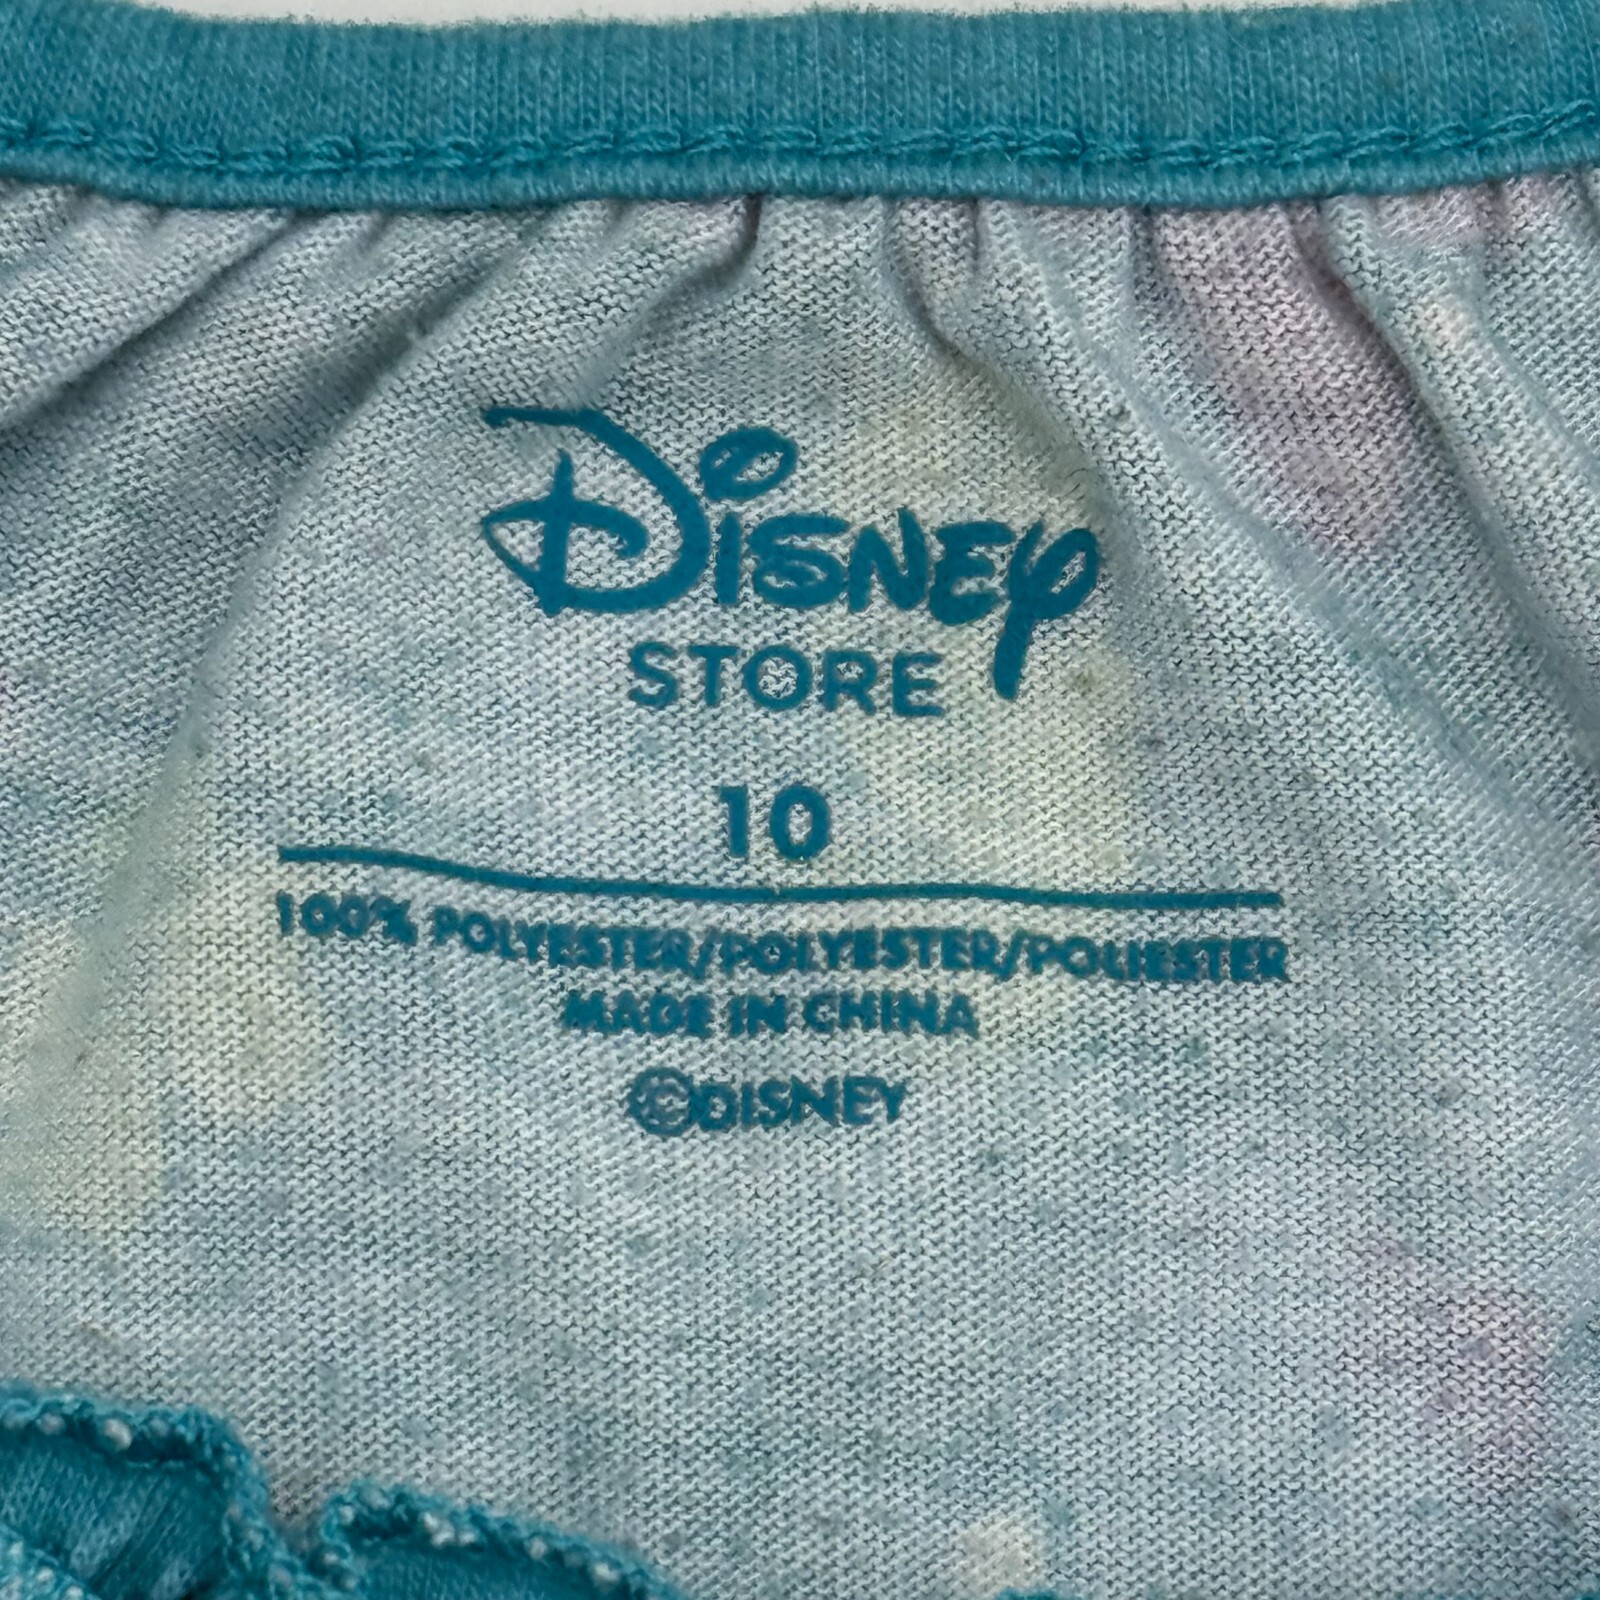 Disney
STORE
10
100% POLYESTER/POLYESTER/POLIESTER
MADE IN CHINA
©DISNEY